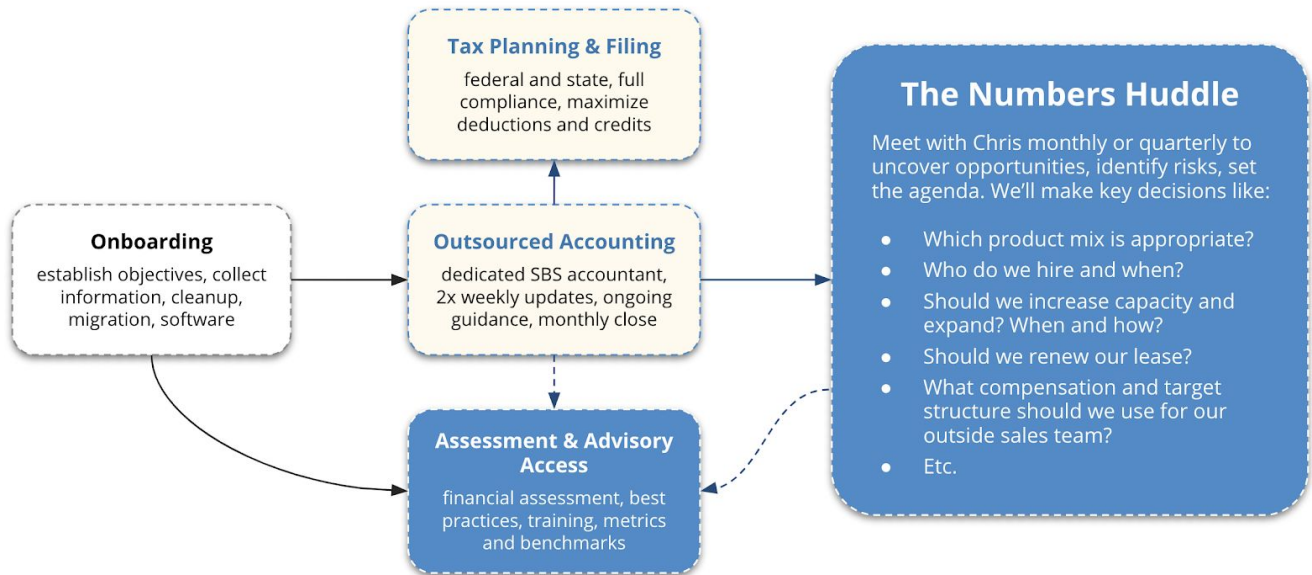 Tax Planning & Filing
federal and state, full
compliance, maximize
deductions and credits
Onboarding
establish objectives, collect
information, cleanup,
migration, software
Outsourced Accounting
dedicated SBS accountant,
2x weekly updates, ongoing
guidance, monthly close
Assessment & Advisory
Access
financial assessment, best
practices, training, metrics
and benchmarks
The Numbers Huddle
Meet with Chris monthly or quarterly to
uncover opportunities, identify risks, set
the agenda. We’ll make key decisions like:
● Which product mix is appropriate?
● Who do we hire and when?
● Should we increase capacity and
expand? When and how?
● Should we renew our lease?
● What compensation and target
structure should we use for our
outside sales team?
● Etc.